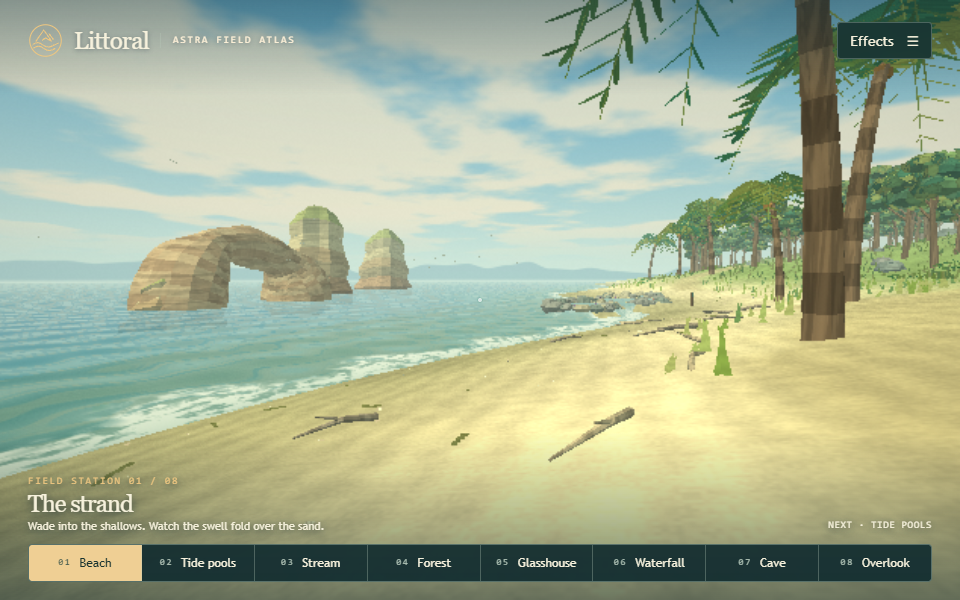 Littoral
ASTRA FIELD ATLAS
Effects
FIELD STATION 01 / 08
The strand
Wade into the shallows. Watch the swell fold over the sand.
NEXT · TIDE POOLS
01 Beach
02 Tide pools
03 Stream
04 Forest
05 Glasshouse
06 Waterfall
07 Cave
08 Overlook